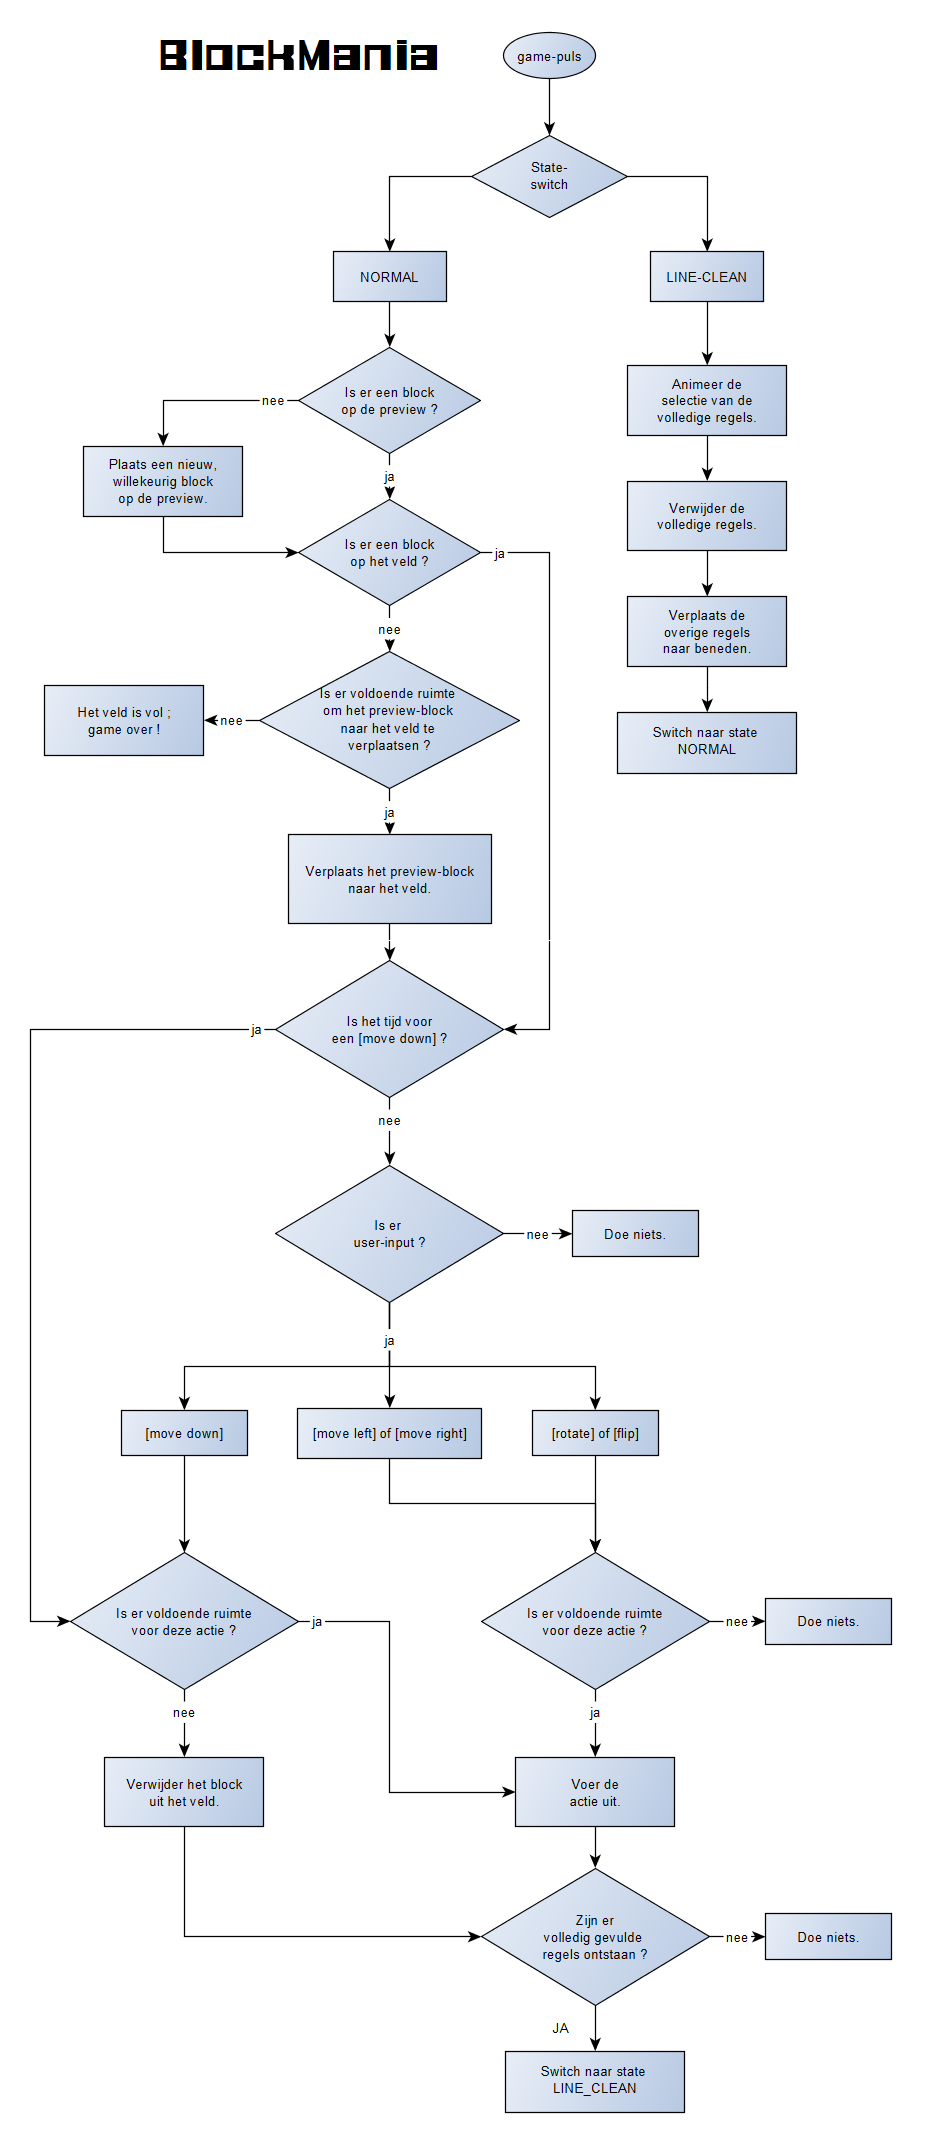 BlockMania
game-puls
State-
switch
NORMAL
LINE-CLEAN
Is er een block
op de preview ?
nee
Plaats een nieuw,
willekeurig block
op de preview.
ja
Animeer de
selectie van de
volledige regels.
Verwijder de
volledige regels.
Is er een block
op het veld ?
ja
nee
Verplaats de
overige regels
naar beneden.
Is er voldoende ruimte
om het preview-block
naar het veld te
verplaatsen ?
nee
Het veld is vol ;
game over !
Switch naar state
NORMAL
ja
Verplaats het preview-block
naar het veld.
Is het tijd voor
een [move down] ?
ja
nee
Is er
user-input ?
nee
Doe niets.
ja
[move down]
[move left] of [move right]
[rotate] of [flip]
Is er voldoende ruimte
voor deze actie ?
ja
Is er voldoende ruimte
voor deze actie ?
nee
Doe niets.
nee
ja
Verwijder het block
uit het veld.
Voer de
actie uit.
Zijn er
volledig gevulde
regels ontstaan ?
nee
Doe niets.
JA
Switch naar state
LINE_CLEAN